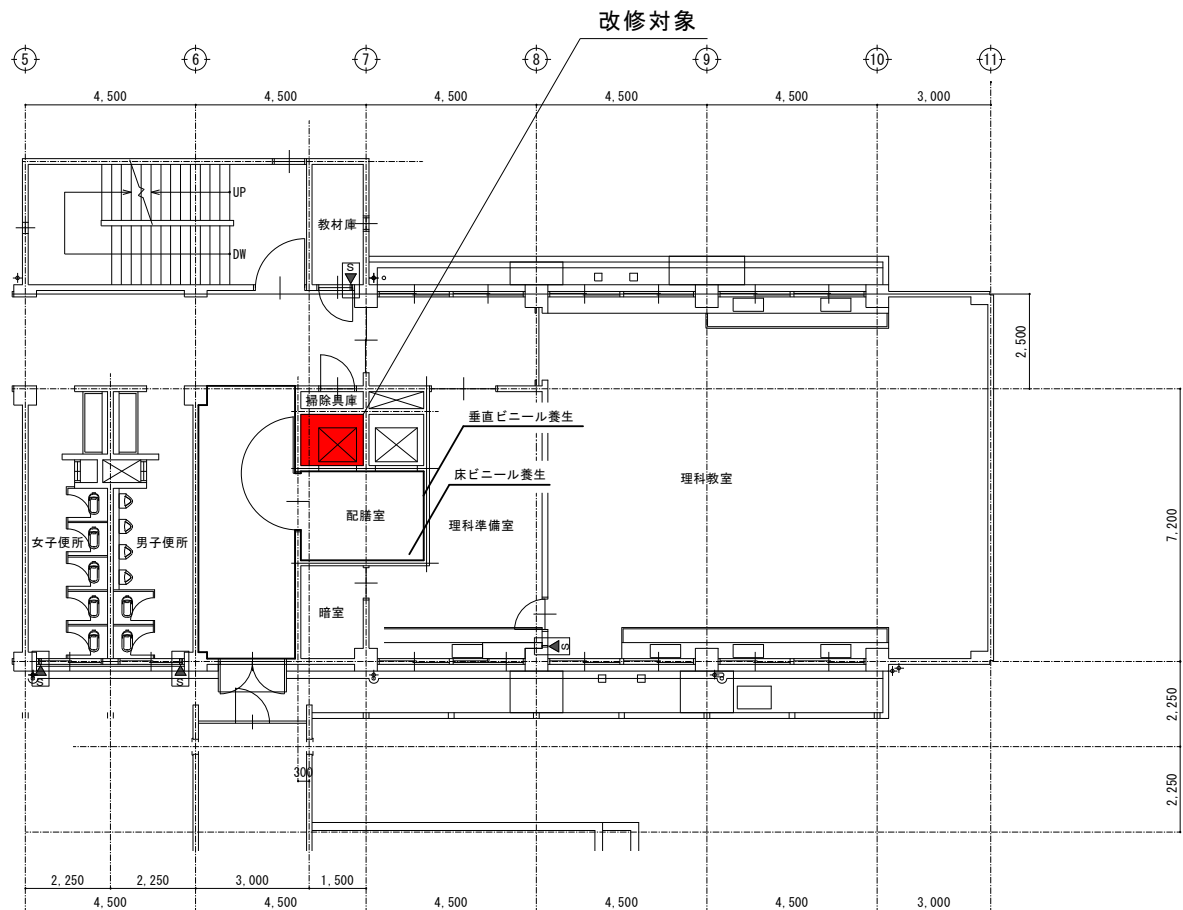 改修対象
5
6
7
8
9
10
11
4,500
4,500
4,500
4,500
4,500
3,000
UP
DW
教材庫
S
2,500
掃除具庫
垂直ビニール養生
床ビニール養生
配膳室
理科準備室
理科教室
女子便所
男子便所
暗室
7,200
S
S
S
2,250
300
2,250
2,250
2,250
3,000
1,500
4,500
4,500
4,500
4,500
4,500
3,000